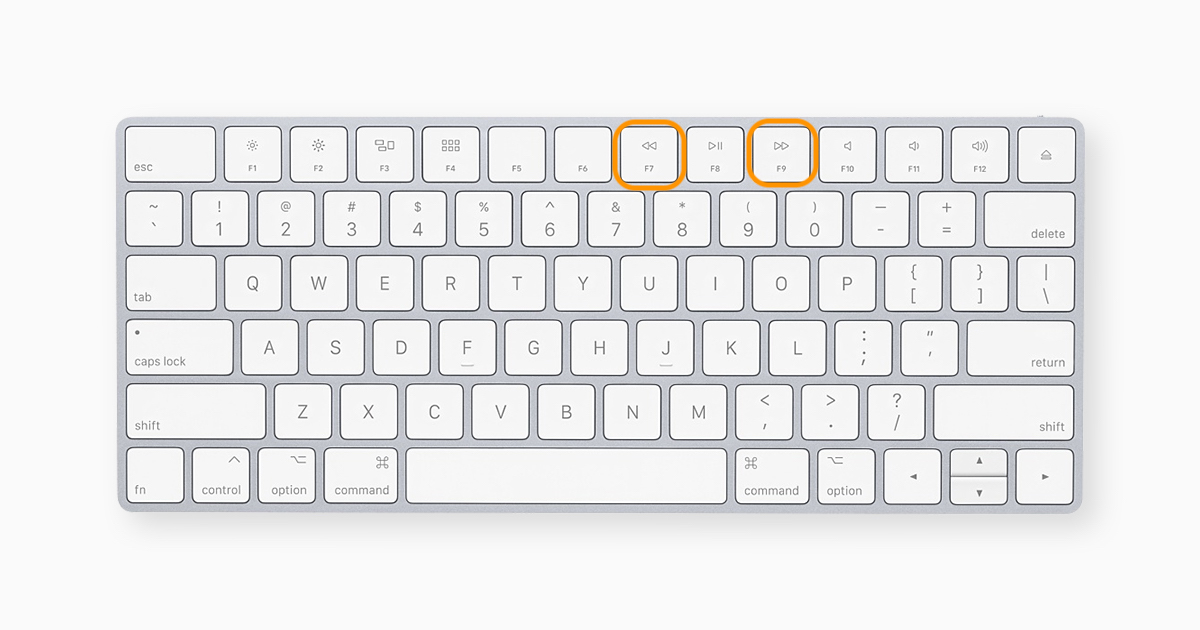 esc F1 F2 F3 F4 F5 F6 F7 F8 F9 F10 F11 F12
~ ! @ # $ % ^ & * ( ) — +
` 1 2 3 4 5 6 7 8 9 0 - = delete
tab Q W E R T Y U I O P { [ } ] | \
caps lock A S D F G H J K L : ; " ' return
shift Z X C V B N M < , > . ? / shift
fn control option command command option